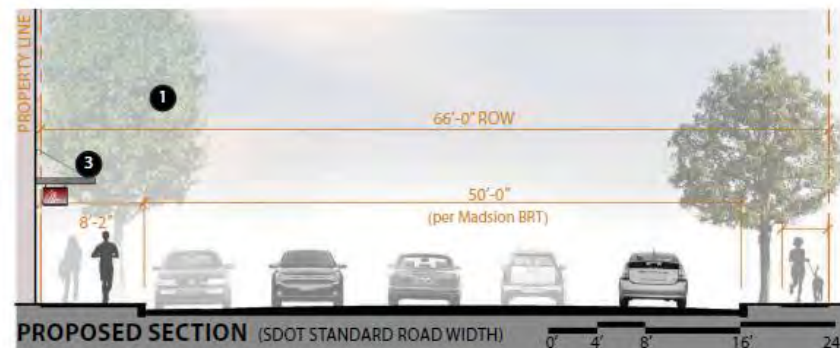 PROPERTY LINE
1
66'-0" ROW
3
50'-0"
(per Madsion BRT)
8'-2"
PROPOSED SECTION (SDOT STANDARD ROAD WIDTH)
0' 4' 8' 16' 24